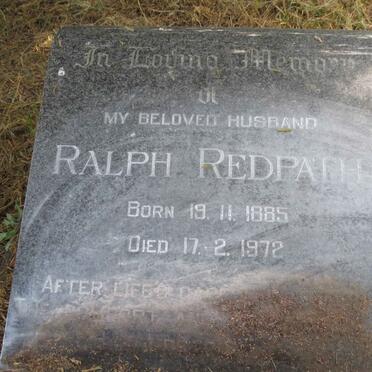 In Loving Memory
of
MY BELOVED HUSBAND
RALPH REDPATH
BORN 19. 11. 1885
DIED 17. 2. 1972
AFTER LIFE'S